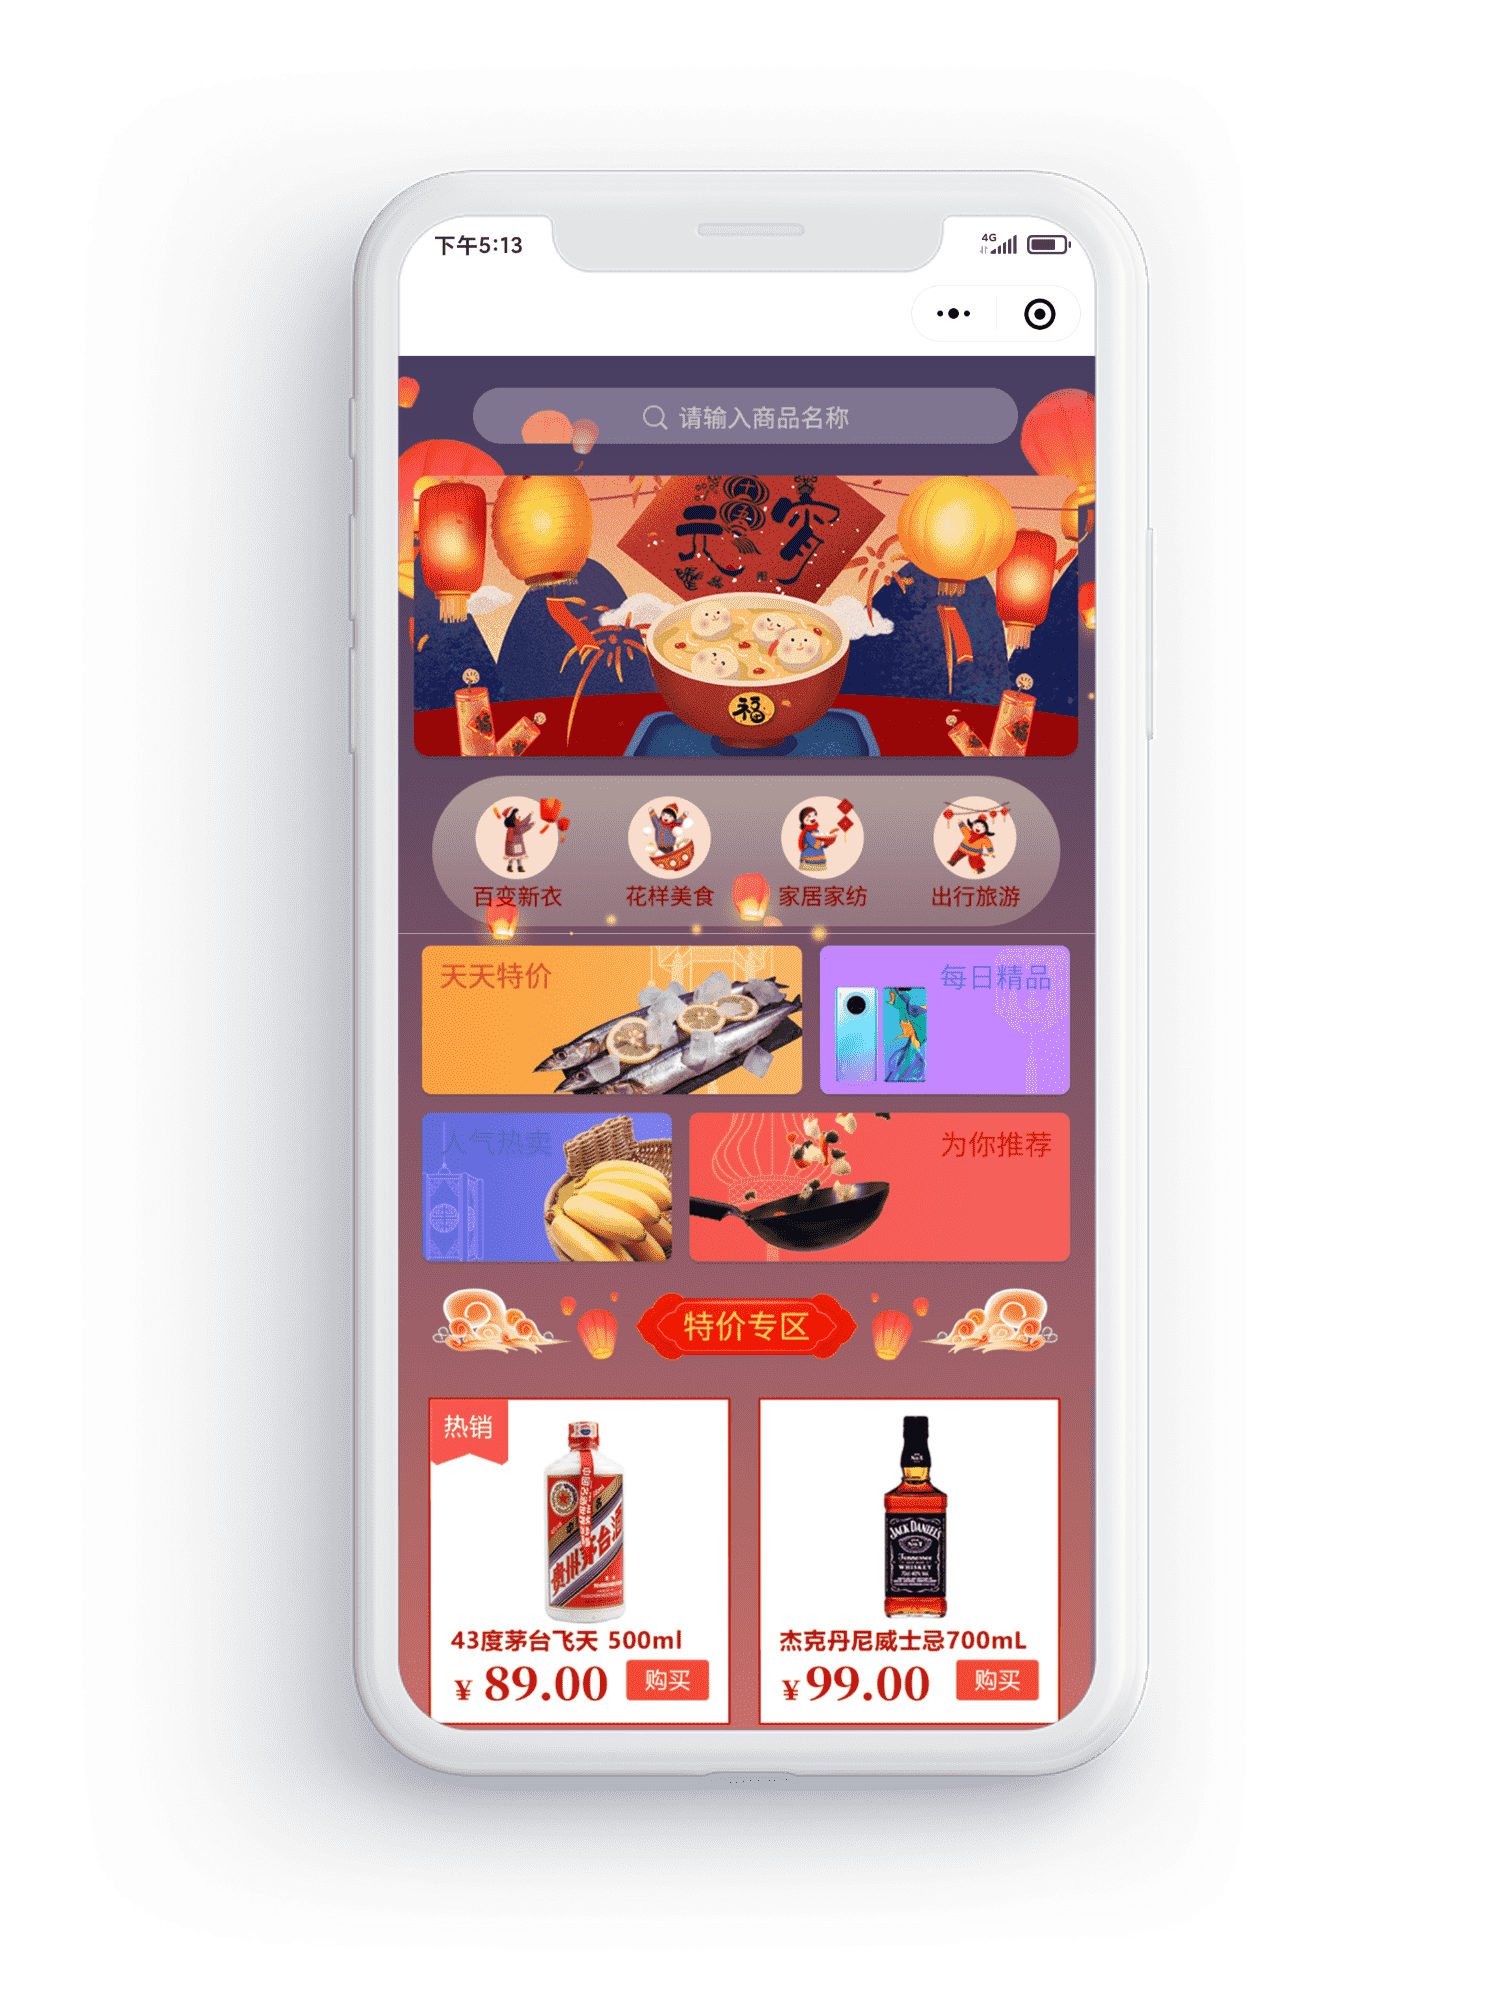 下午5:13
4G
请输入商品名称
十五
元宵
福
百变新衣
花样美食
家居家纺
出行旅游
天天特价
每日精品
人气热卖
为你推荐
特价专区
热销
贵州茅台酒
JACK DANIEL'S
Tennessee
WHISKEY
43度茅台飞天 500ml
杰克丹尼威士忌700mL
¥ 89.00
购买
¥ 99.00
购买